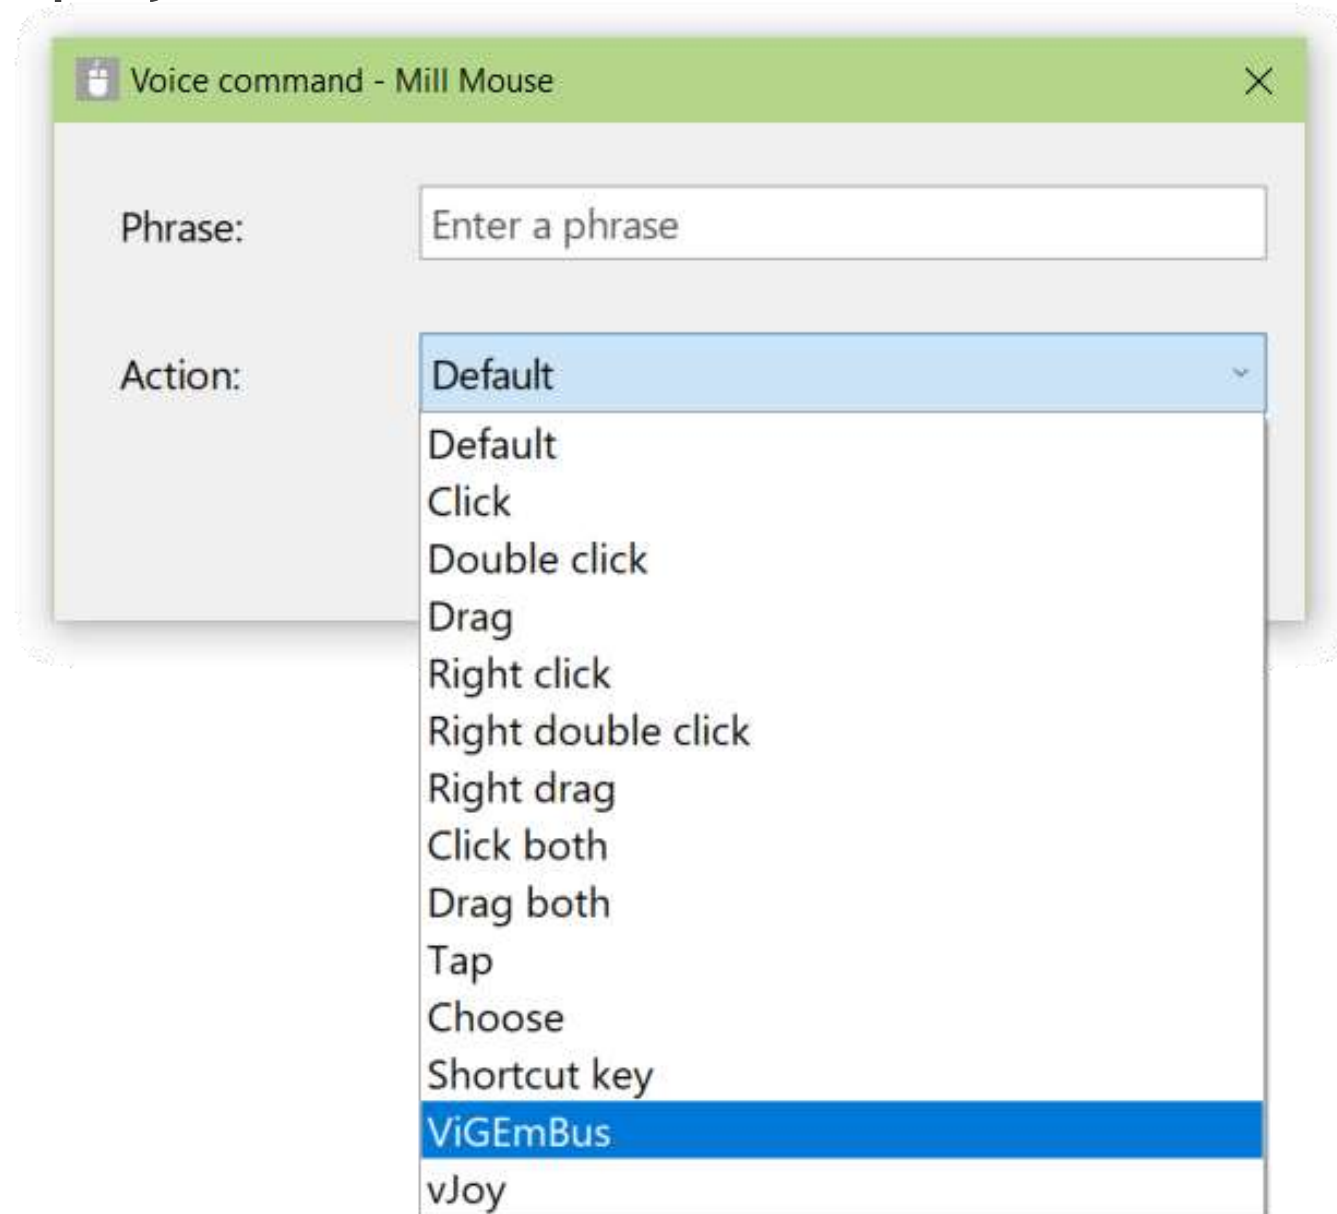 Voice command - Mill Mouse
Phrase:
Enter a phrase
Action:
Default
Default
Click
Double click
Drag
Right click
Right double click
Right drag
Click both
Drag both
Tap
Choose
Shortcut key
ViGEmBus
vJoy